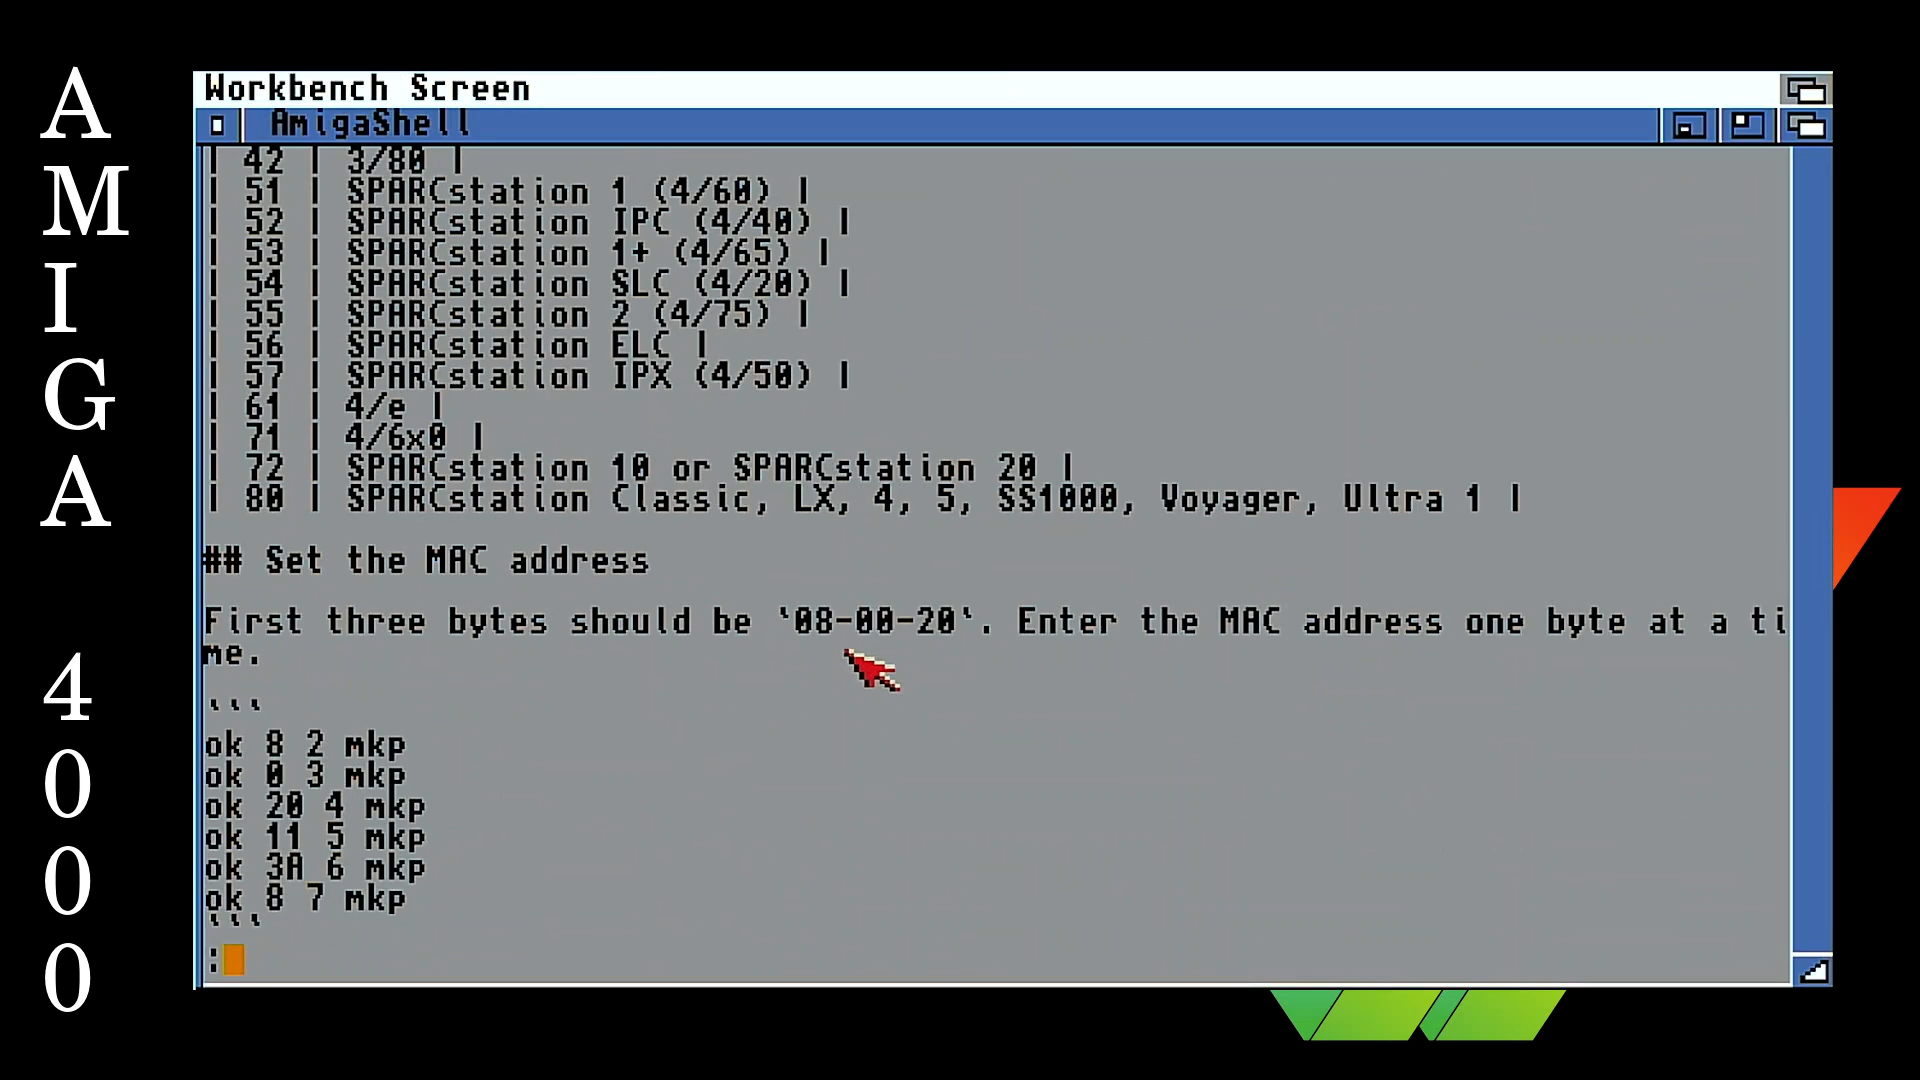 AMIGA 4000
Workbench Screen
AmigaShell
| 42 | 3/80 |
| 51 | SPARCstation 1 (4/60) |
| 52 | SPARCstation IPC (4/40) |
| 53 | SPARCstation 1+ (4/65) |
| 54 | SPARCstation SLC (4/20) |
| 55 | SPARCstation 2 (4/75) |
| 56 | SPARCstation ELC |
| 57 | SPARCstation IPX (4/50) |
| 61 | 4/e |
| 71 | 4/6x0 |
| 72 | SPARCstation 10 or SPARCstation 20 |
| 80 | SPARCstation Classic, LX, 4, 5, SS1000, Voyager, Ultra 1 |
## Set the MAC address
First three bytes should be `08-00-20`. Enter the MAC address one byte at a ti
me.
```
ok 8 2 mkp
ok 0 3 mkp
ok 20 4 mkp
ok 11 5 mkp
ok 3A 6 mkp
ok 8 7 mkp
```
: